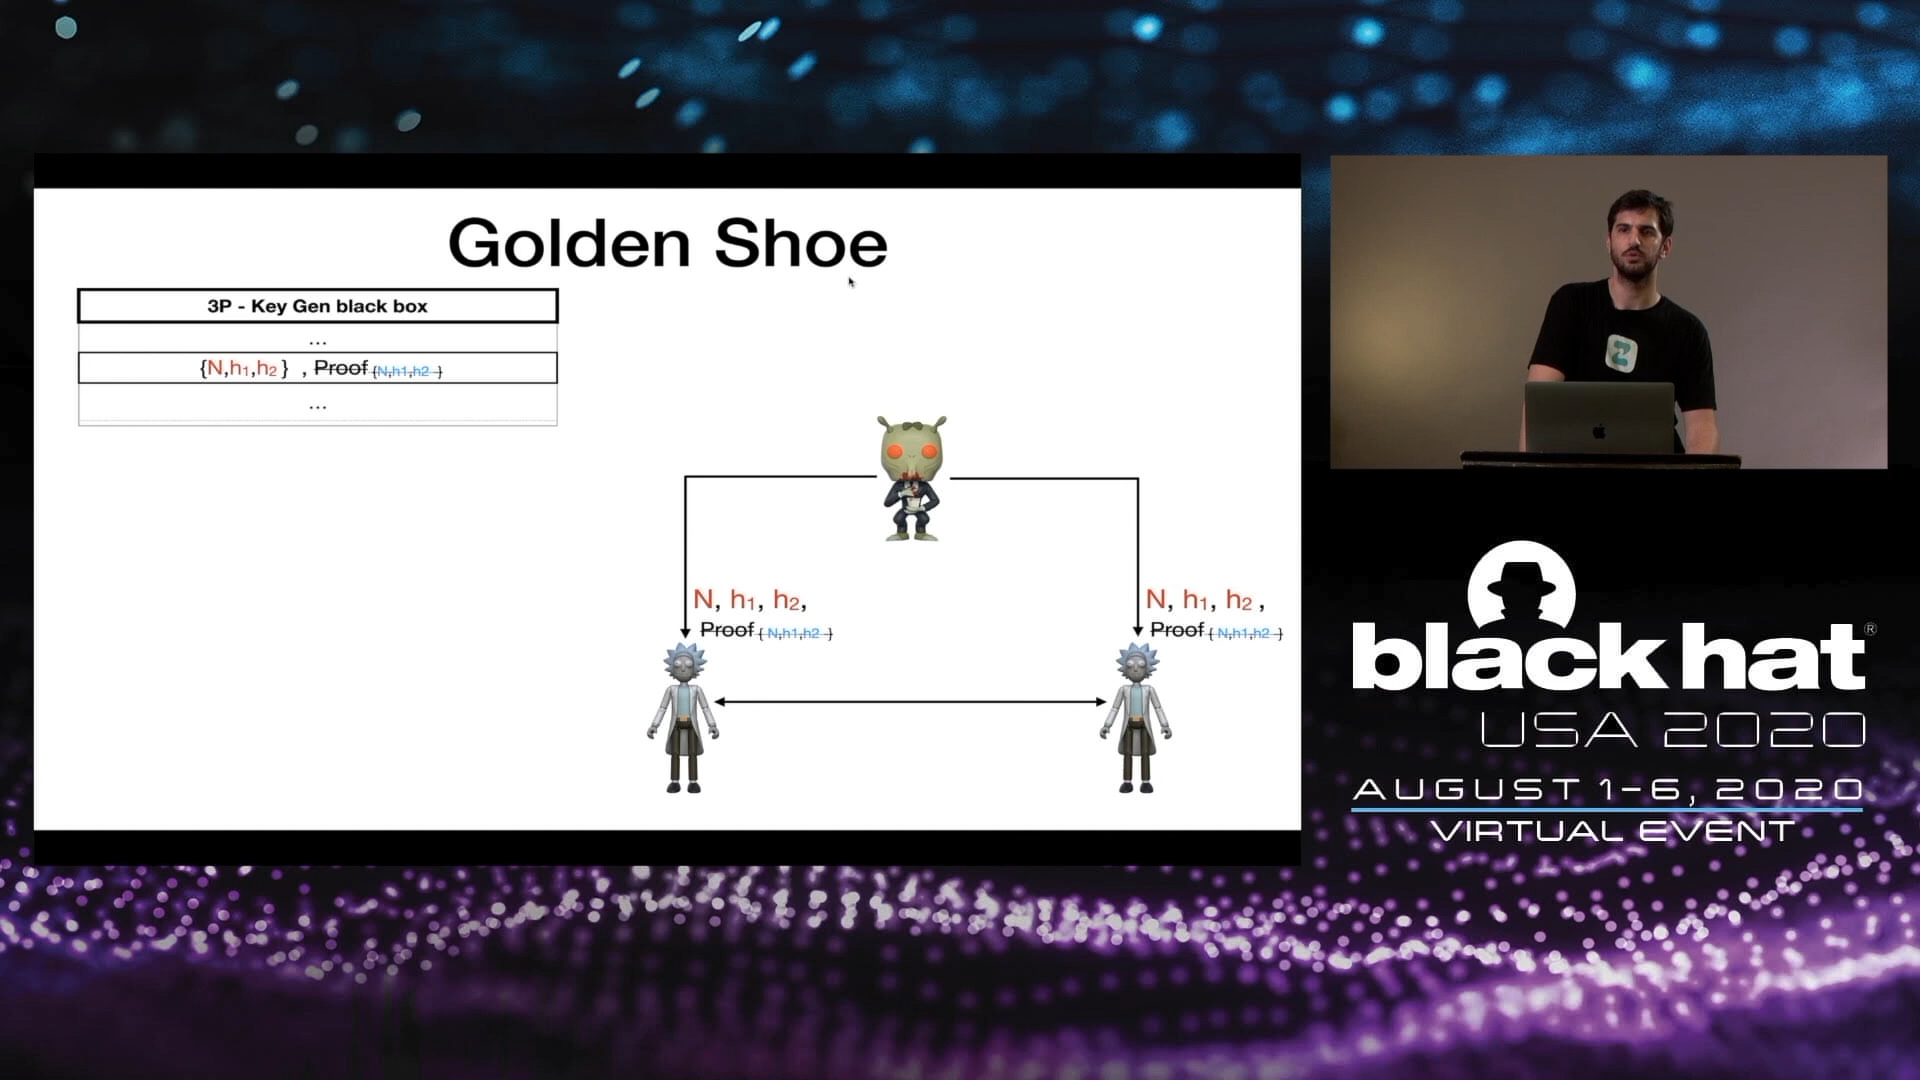 Golden Shoe
3P - Key Gen black box
...
{N,h₁,h₂} , Proof {N,h1,h2 }
...
N, h₁, h₂,
Proof { N,h1,h2 }
N, h₁, h₂ ,
Proof { N,h1,h2 }
black hat®
USA 2020
AUGUST 1-6, 2020
VIRTUAL EVENT